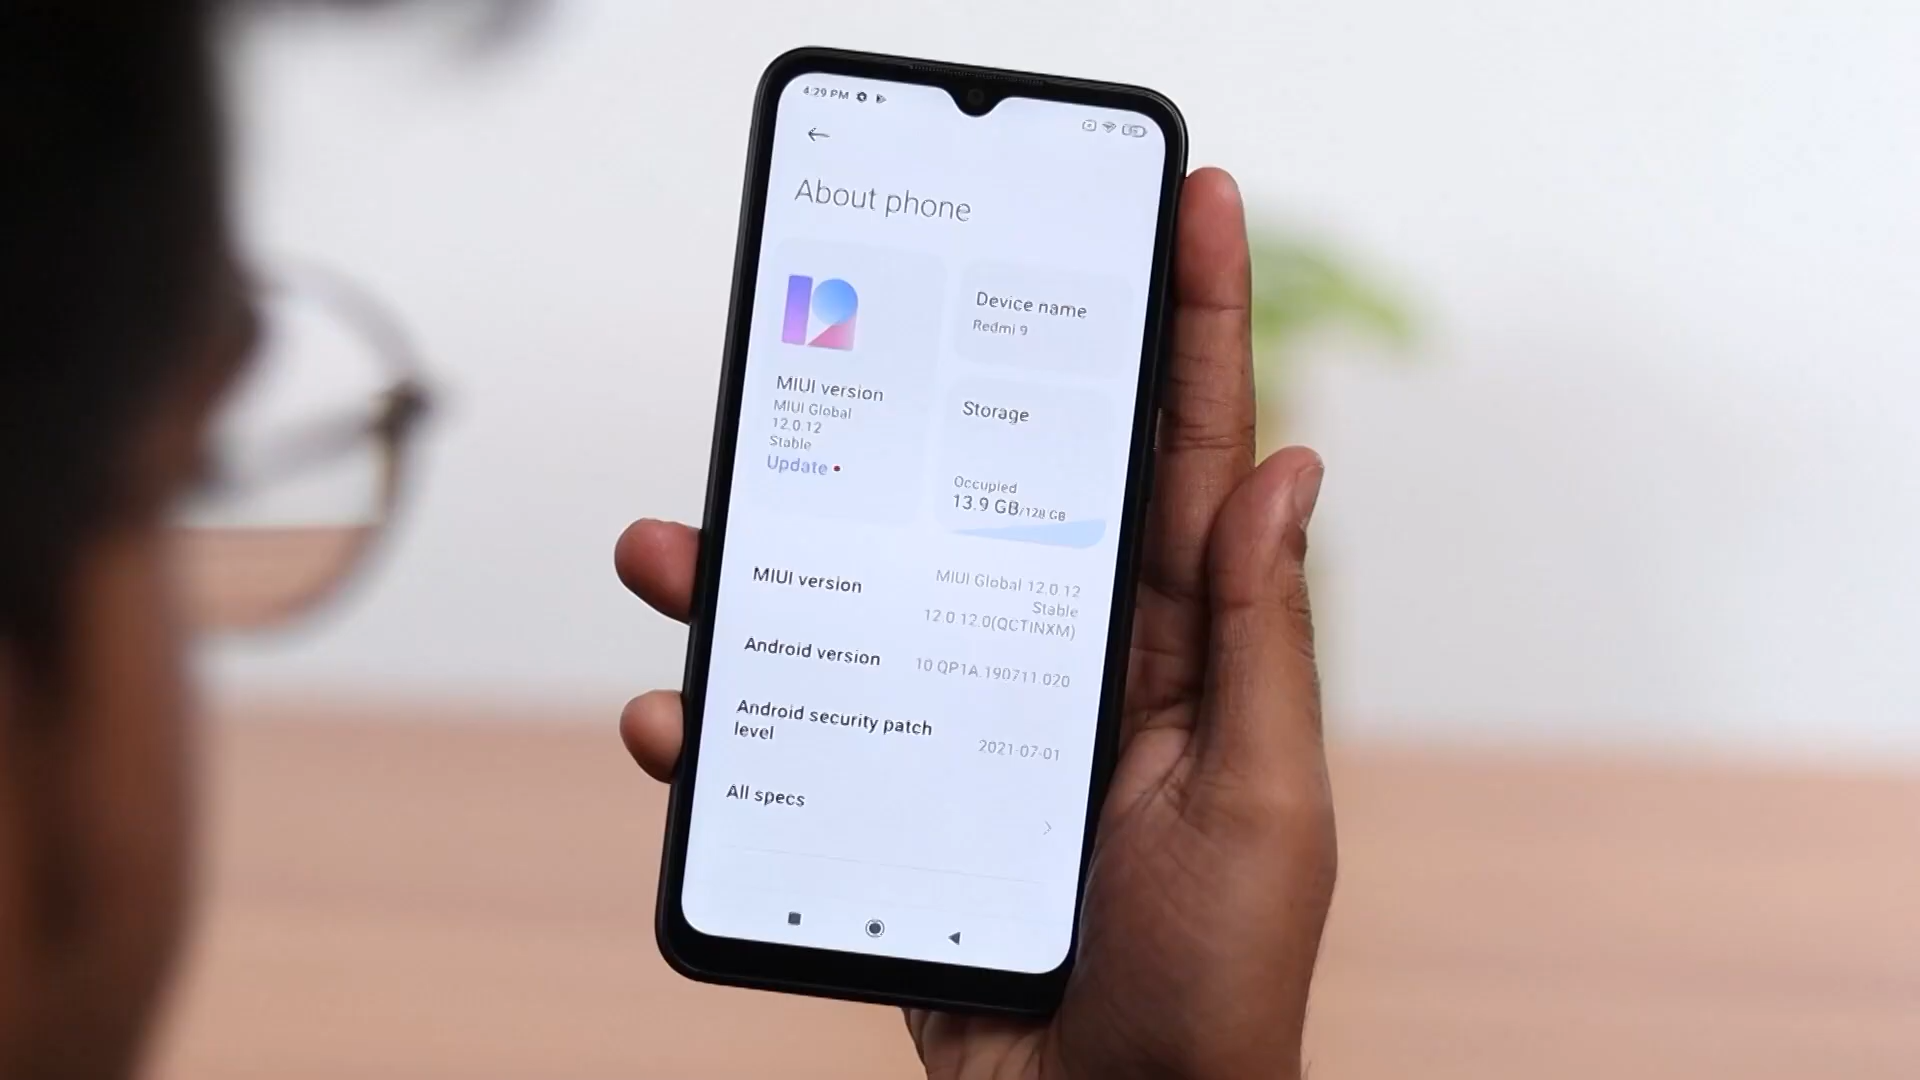 4:29 PM
About phone
12
MIUI version
MIUI Global
12.0.12
Stable
Update
Device name
Redmi 9
Storage
Occupied
13.9 GB/128 GB
MIUI version
MIUI Global 12.0.12
Stable
12.0.12.0(QCTINXM)
Android version
10 QP1A.190711.020
Android security patch
level
2021-07-01
All specs